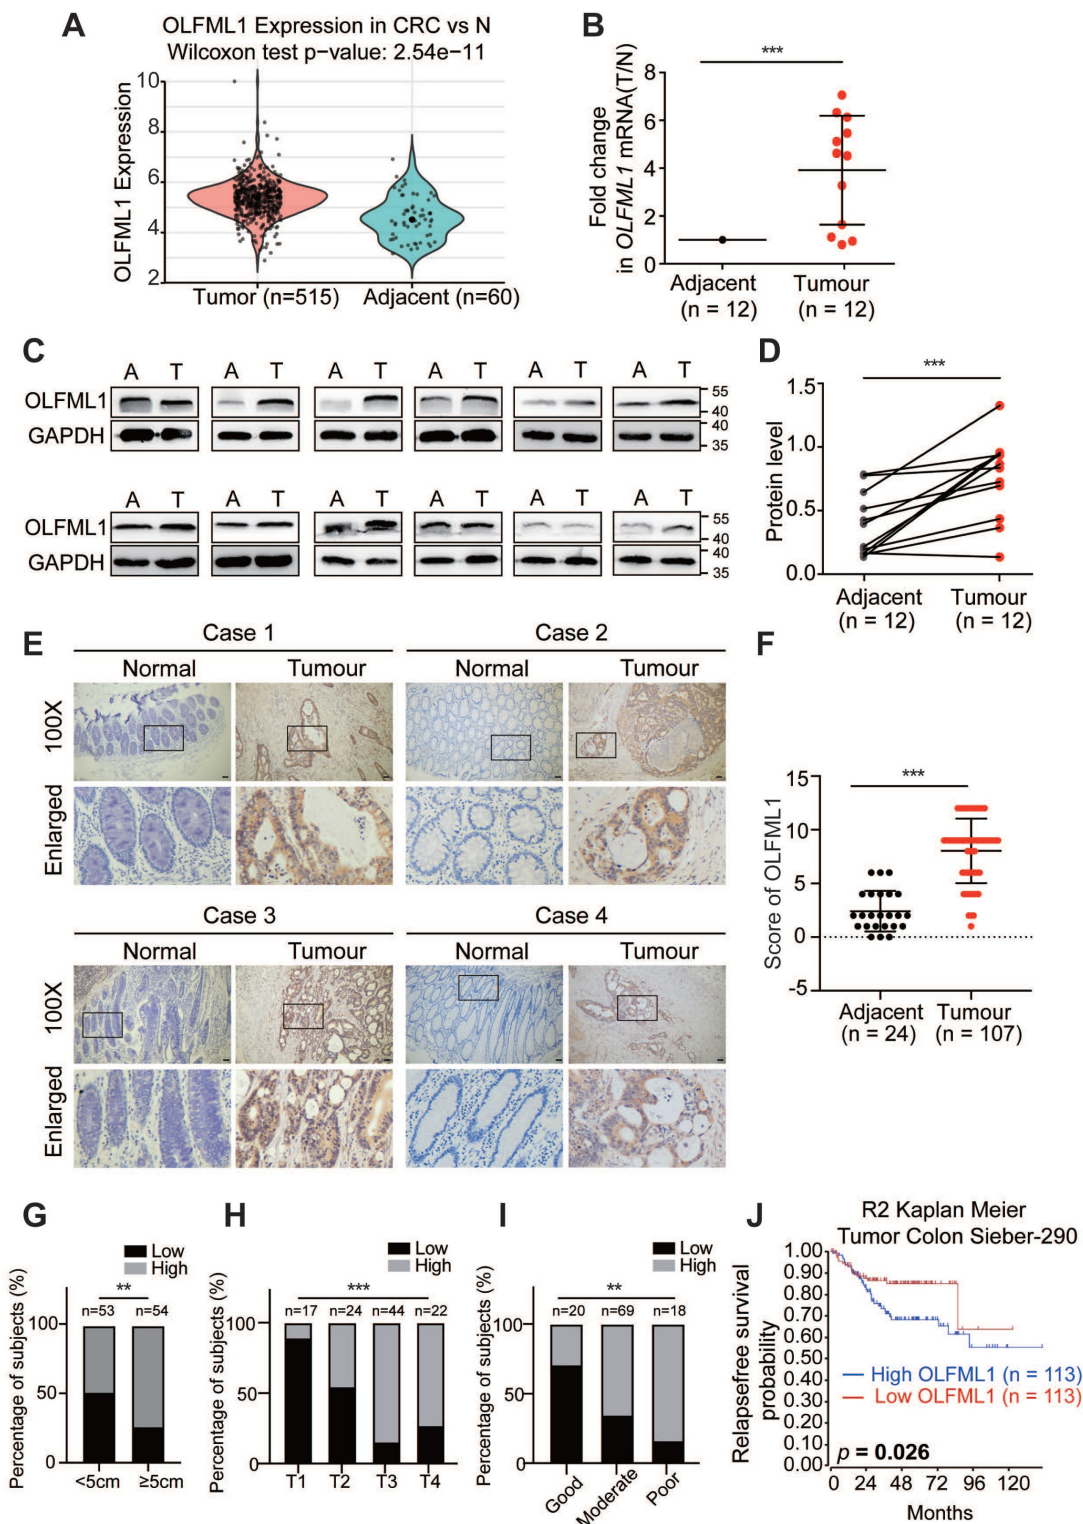 A
OLFML1 Expression in CRC vs N
Wilcoxon test p−value: 2.54e−11
OLFML1 Expression
10
8
6
4
2
Tumor (n=515)
Adjacent (n=60)
B
***
Fold change
in OLFML1 mRNA(T/N)
8
6
4
2
0
Adjacent
(n = 12)
Tumour
(n = 12)
C
A T A T A T A T A T A T
OLFML1
55
40
GAPDH
40
35
A T A T A T A T A T A T
OLFML1
55
40
GAPDH
40
35
D
***
Protein level
1.5
1.0
0.5
0.0
Adjacent
(n = 12)
Tumour
(n = 12)
E
Case 1
Case 2
Normal
Tumour
Normal
Tumour
100X
Enlarged
Case 3
Case 4
Normal
Tumour
Normal
Tumour
100X
Enlarged
F
***
Score of OLFML1
15
10
5
0
-5
Adjacent
(n = 24)
Tumour
(n = 107)
G
Low
High
**
n=53 n=54
Percentage of subjects (%)
100
50
0
<5cm ≥5cm
H
Low
High
***
n=17 n=24 n=44 n=22
Percentage of subjects (%)
100
50
0
T1 T2 T3 T4
I
Low
High
**
n=20 n=69 n=18
Percentage of subjects (%)
100
50
0
Good Moderate Poor
J
R2 Kaplan Meier
Tumor Colon Sieber-290
Relapsefree survival
probability
1.00
0.90
0.80
0.70
0.60
0.50
0.40
0.30
0.20
0.10
0.00
High OLFML1 (n = 113)
Low OLFML1 (n = 113)
p = 0.026
0 24 48 72 96 120
Months